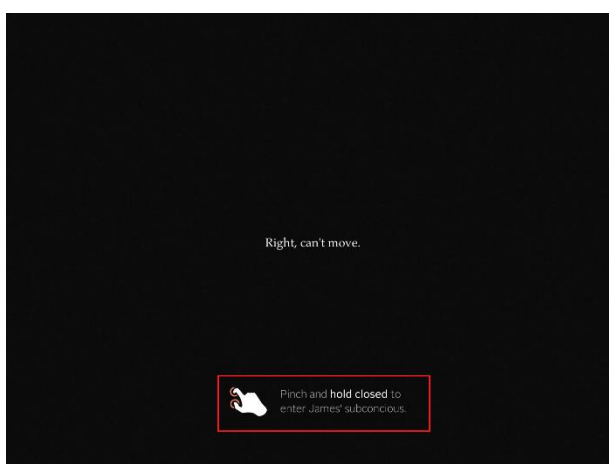 Right, can't move.
Pinch and hold closed to
enter James' subconcious.